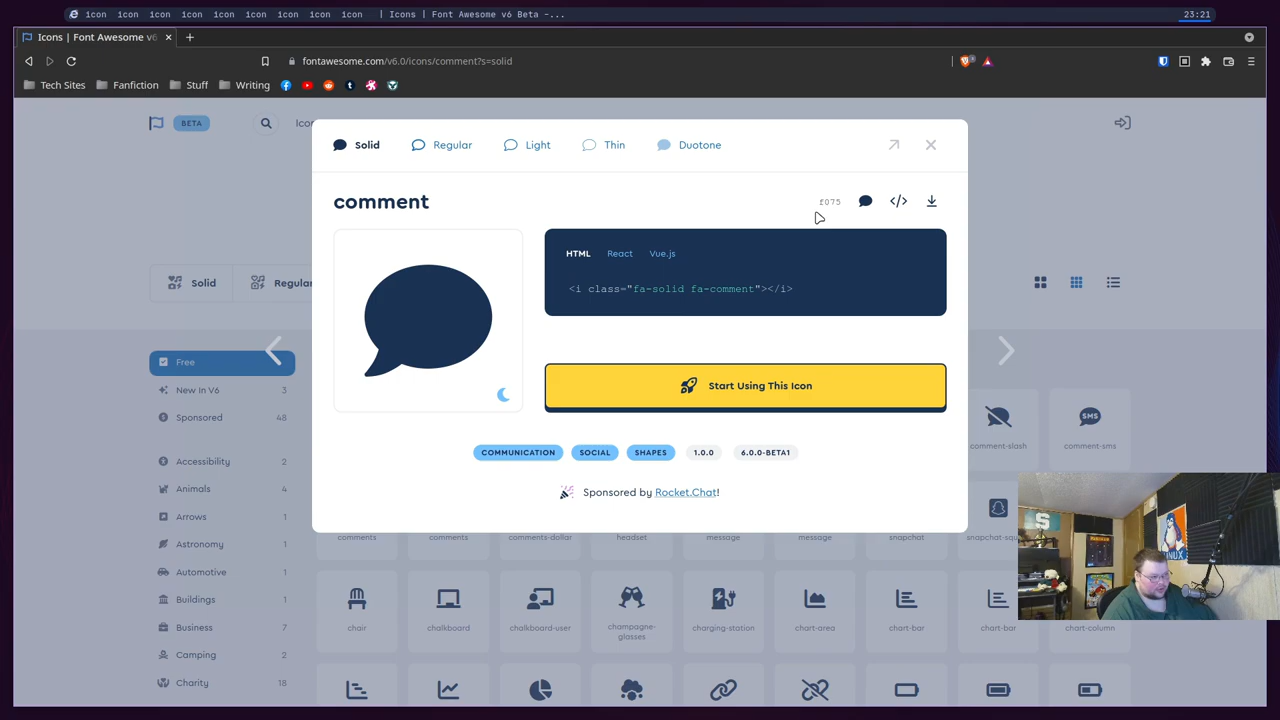 icon icon icon icon icon icon icon icon icon | Icons | Font Awesome v6 Beta -...
23:21
Icons | Font Awesome v6
fontawesome.com/v6.0/icons/comment?s=solid
Tech Sites Fanfiction Stuff Writing
BETA
Solid Regular Light Thin Duotone
comment
f075
HTML React Vue.js
<i class="fa-solid fa-comment"></i>
Start Using This Icon
COMMUNICATION SOCIAL SHAPES 1.0.0 6.0.0-BETA1
Sponsored by Rocket.Chat!
Solid Regular
Free
New In V6 3
Sponsored 48
Accessibility 2
Animals 4
Arrows 1
Astronomy 1
Automotive 1
Buildings 1
Business 7
Camping 2
Charity 18
comment-slash comment-sms
SMS
comments comments comments-dollar headset message message snapchat
chair chalkboard chalkboard-user champagne-glasses charging-station chart-area chart-bar chart-bar chart-column